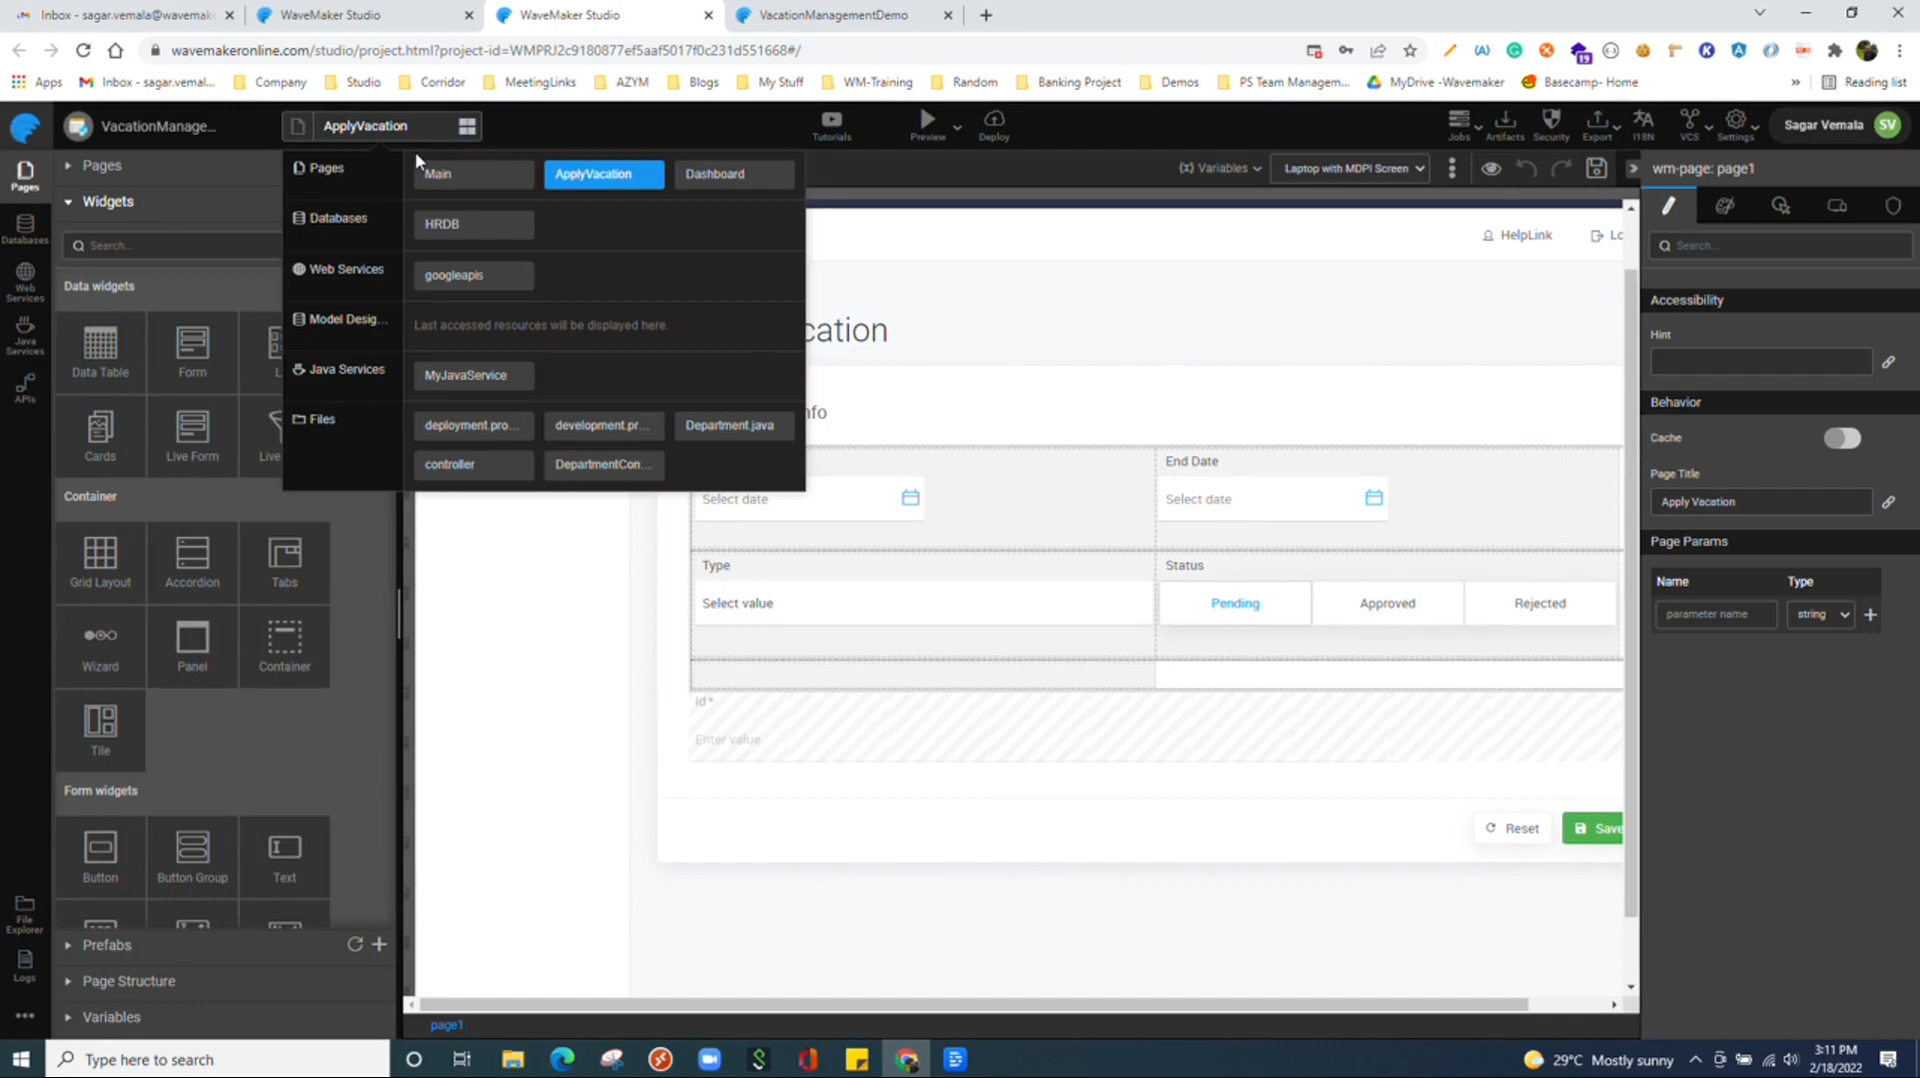 Inbox - sagar.vemala@wavemak
WaveMaker Studio
WaveMaker Studio
VacationManagementDemo
wavemakeronline.com/studio/project.html?project-id=WMPRJ2c9180877ef5aaf5017f0c231d551668#/
19
Apps
Inbox - sagar.vemal...
Company
Studio
Corridor
MeetingLinks
AZYM
Blogs
My Stuff
WM-Training
Random
Banking Project
Demos
PS Team Managem...
MyDrive -Wavemaker
Basecamp- Home
Reading list
VacationManage...
ApplyVacation
Tutorials
Preview
Deploy
Jobs
Artifacts
Security
Export
I18N
VCS
Settings
Sagar Vemala
SV
Pages
Databases
Web Services
Java Services
APIs
File Explorer
Logs
Pages
Widgets
Search...
Data widgets
Data Table
Form
Cards
Live Form
Live
Container
Grid Layout
Accordion
Tabs
Wizard
Panel
Container
Tile
Form widgets
Button
Button Group
Text
Prefabs
Page Structure
Variables
Pages
Main
ApplyVacation
Dashboard
Databases
HRDB
Web Services
googleapis
Model Desig...
Last accessed resources will be displayed here.
Java Services
MyJavaService
Files
deployment.pro...
development.pr...
Department.java
controller
DepartmentCon...
(x) Variables
Laptop with MDPI Screen
HelpLink
Lo
cation
nfo
Select date
End Date
Select date
Type
Select value
Status
Pending
Approved
Rejected
Id *
Enter value
Reset
Save
page1
wm-page: page1
Search...
Accessibility
Hint
Behavior
Cache
Page Title
Apply Vacation
Page Params
Name
Type
parameter name
string
Type here to search
29°C Mostly sunny
3:11 PM
2/18/2022